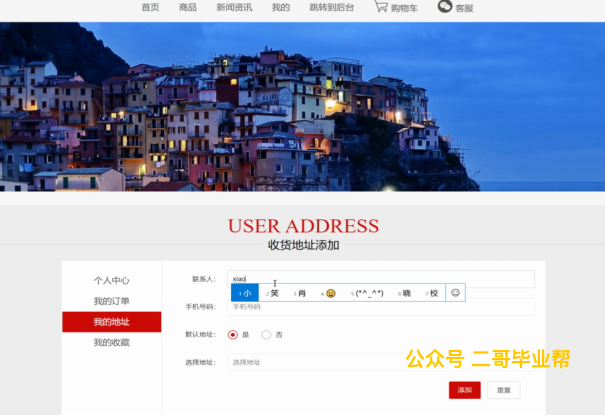 首页 商品 新闻资讯 我的 跳转到后台 购物车 客服
USER ADDRESS
收货地址添加
个人中心
我的订单
我的地址
我的收藏
联系人: xiao
1 小 2 笑 3 肖 4 😀 5 (*^_^*) 6 晓 7 校
手机号码: 手机号码
默认地址: 是 否
选择地址: 选择地址
公众号 二哥毕业帮
添加 重置